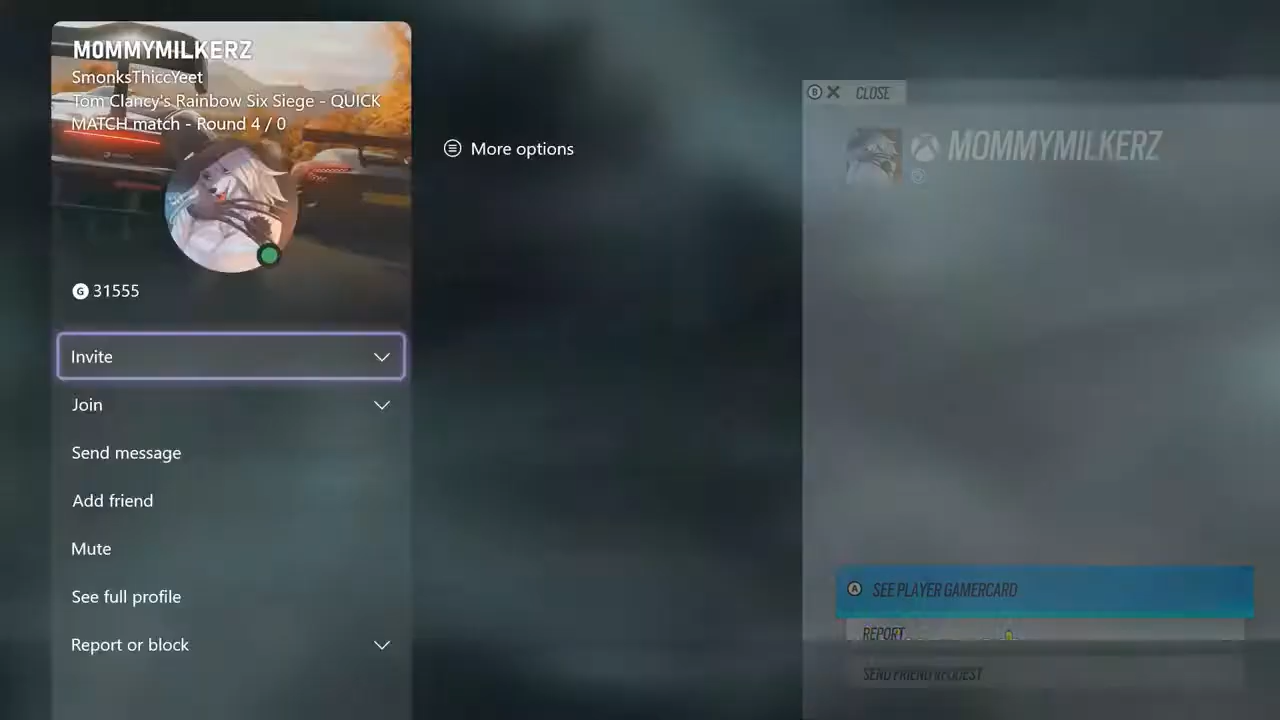 MOMMYMILKERZ
SmonksThiccYeet
Tom Clancy's Rainbow Six Siege - QUICK
MATCH match - Round 4 / 0
G 31555
Invite
Join
Send message
Add friend
Mute
See full profile
Report or block
More options
B CLOSE
MOMMYMILKERZ
A SEE PLAYER GAMERCARD
REPORT
SEND FRIEND REQUEST